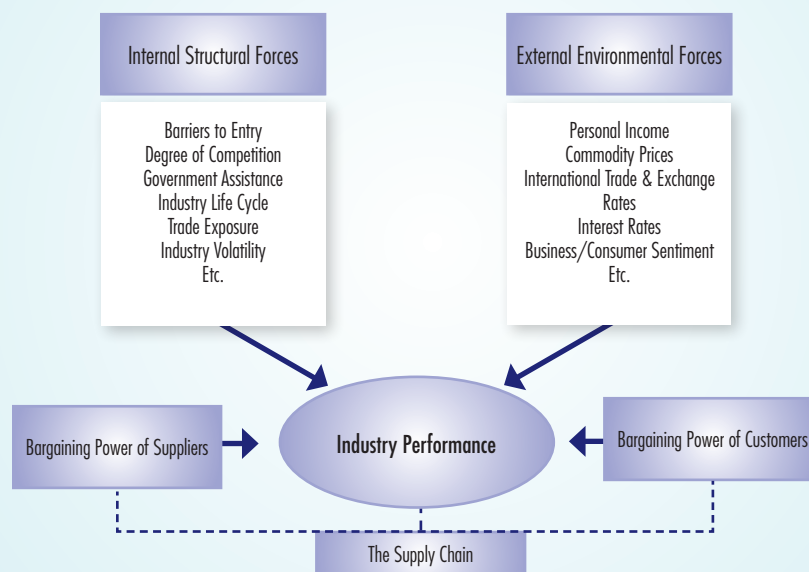 Internal Structural Forces
Barriers to Entry
Degree of Competition
Government Assistance
Industry Life Cycle
Trade Exposure
Industry Volatility
Etc.
External Environmental Forces
Personal Income
Commodity Prices
International Trade & Exchange
Rates
Interest Rates
Business/Consumer Sentiment
Etc.
Bargaining Power of Suppliers
Industry Performance
Bargaining Power of Customers
The Supply Chain